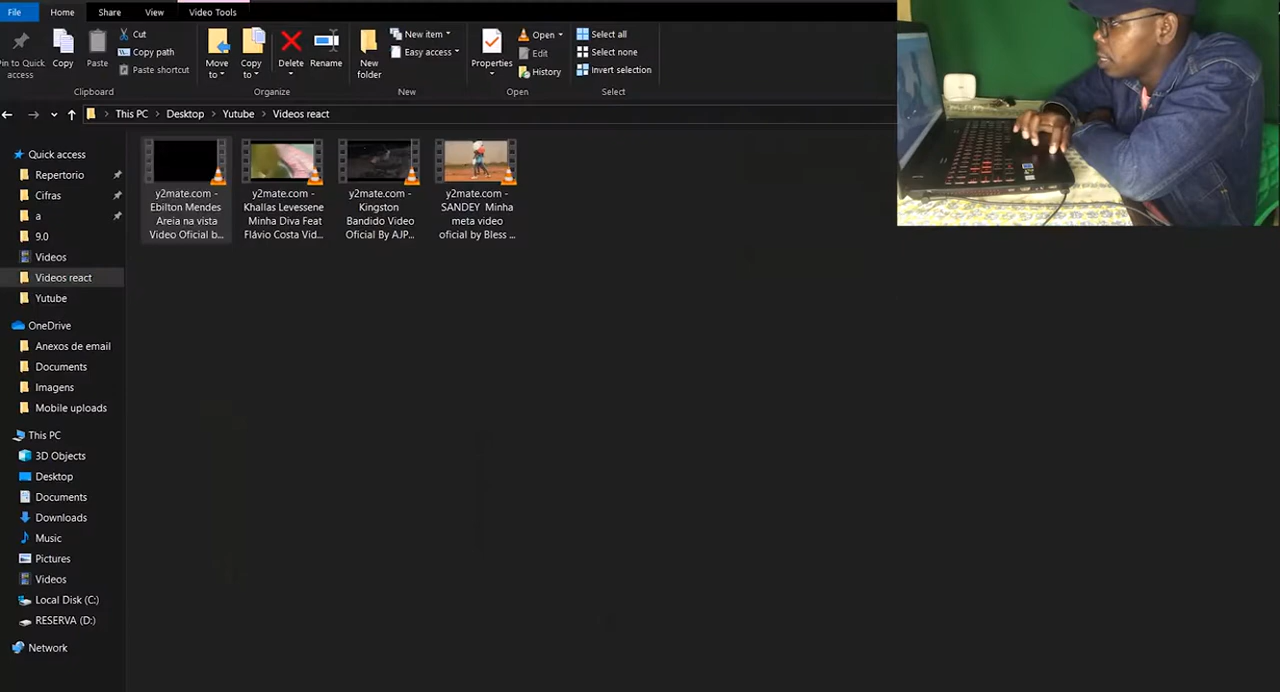 File
Home
Share
View
Video Tools
Pin to Quick
access
Copy
Paste
Cut
Copy path
Paste shortcut
Clipboard
Move
to
Copy
to
Delete
Rename
Organize
New
folder
New item
Easy access
New
Properties
Open
Edit
History
Open
Select all
Select none
Invert selection
Select
This PC > Desktop > Yutube > Videos react
Quick access
Repertorio
Cifras
a
9.0
Videos
Videos react
Yutube
OneDrive
Anexos de email
Documents
Imagens
Mobile uploads
This PC
3D Objects
Desktop
Documents
Downloads
Music
Pictures
Videos
Local Disk (C:)
RESERVA (D:)
Network
y2mate.com -
Ebilton Mendes
Areia na vista
Video Oficial b...
y2mate.com -
Khallas Levessene
Minha Diva Feat
Flávio Costa Vid...
y2mate.com -
Kingston
Bandido Video
Oficial By AJP...
y2mate.com -
SANDEY Minha
meta video
oficial by Bless ...